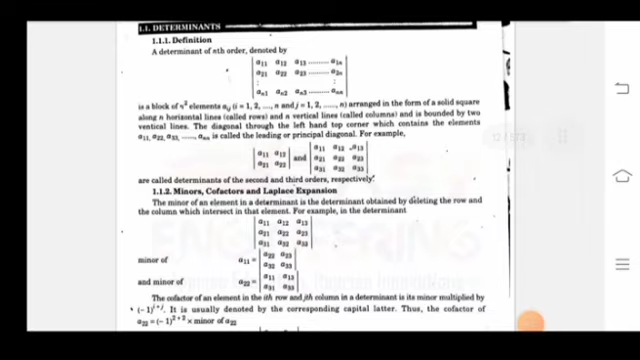 1.1. DETERMINANTS
1.1.1. Definition
A determinant of nth order, denoted by
a11 a12 a13 .......... a1n
a21 a22 a23 .......... a2n
: : :
an1 an2 an3 .......... ann
is a block of n² elements aij (i = 1, 2, ..., n and j = 1, 2, ....., n) arranged in the form of a solid square
along n horizontal lines (called rows) and n vertical lines (called columns) and is bounded by two
ventical lines. The diagonal through the left hand top corner which contains the elements
a11, a22, a33, ......, ann is called the leading or principal diagonal. For example,
a11 a12 and a11 a12 a13
a21 a22 a21 a22 a23
a31 a32 a33
are called determinants of the second and third orders, respectively.
1.1.2. Minors, Cofactors and Laplace Expansion
The minor of an element in a determinant is the determinant obtained by deleting the row and
the column which intersect in that element. For example, in the determinant
a11 a12 a13
a21 a22 a23
a31 a32 a33
minor of a11 = a22 a23
a32 a33
and minor of a22 = a11 a13
a31 a33
The cofactor of an element in the ith row and jth column in a determinant is its minor multiplied by
(– 1)^i + j. It is usually denoted by the corresponding capital latter. Thus, the cofactor of
a22 = (– 1)^2 + 2 × minor of a22